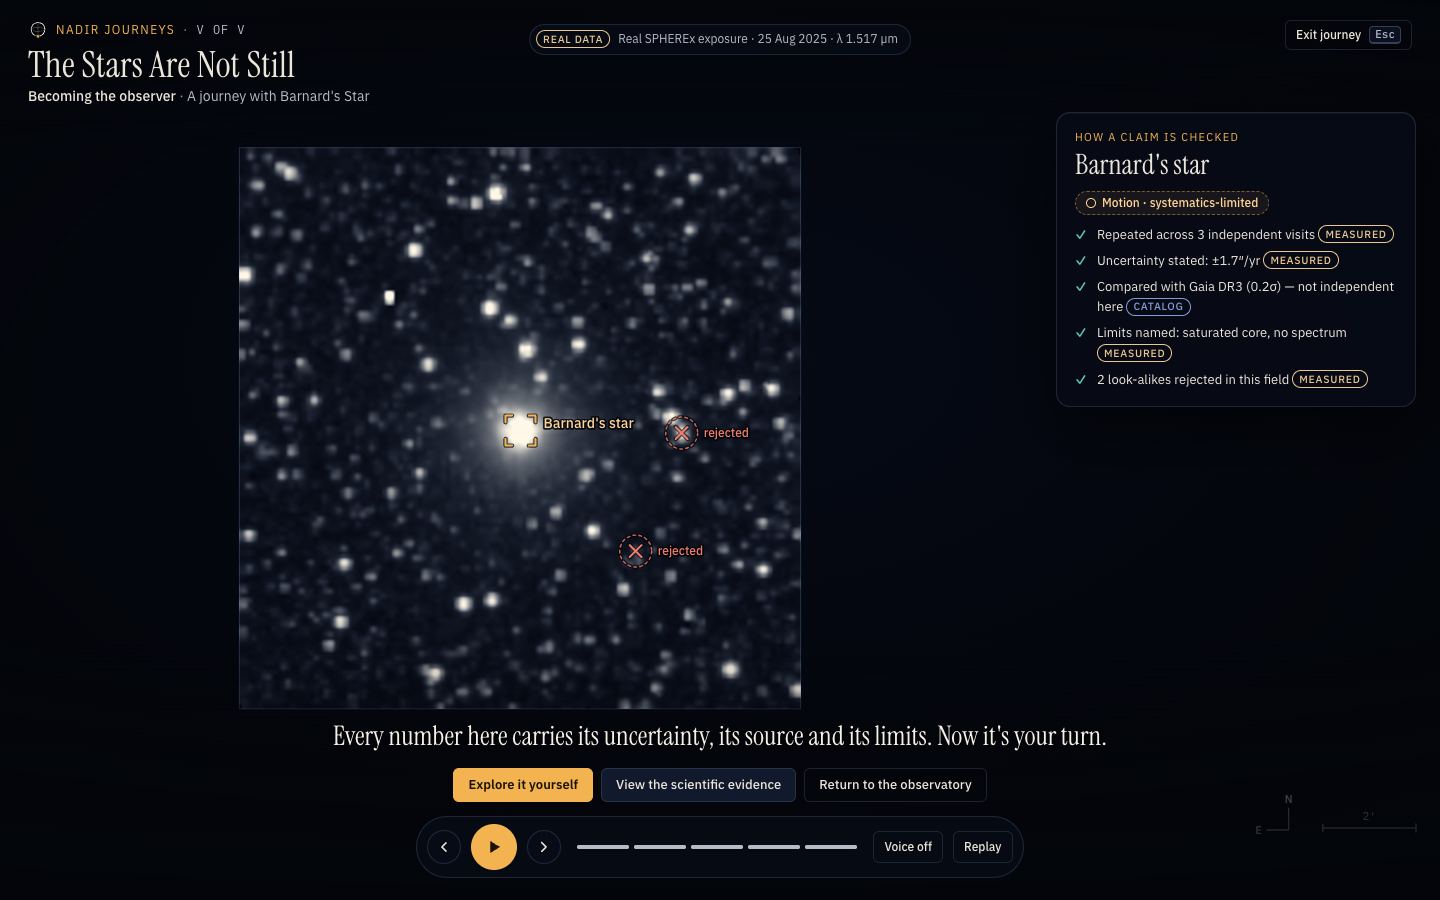 NADIR JOURNEYS · V OF V
The Stars Are Not Still
Becoming the observer · A journey with Barnard's Star
REAL DATA Real SPHEREx exposure · 25 Aug 2025 · λ 1.517 µm
Exit journey Esc
HOW A CLAIM IS CHECKED
Barnard's star
Motion · systematics-limited
Repeated across 3 independent visits MEASURED
Uncertainty stated: ±1.7″/yr MEASURED
Compared with Gaia DR3 (0.2σ) — not independent
here CATALOG
Limits named: saturated core, no spectrum
MEASURED
2 look-alikes rejected in this field MEASURED
Barnard's star
rejected
rejected
Every number here carries its uncertainty, its source and its limits. Now it's your turn.
Explore it yourself
View the scientific evidence
Return to the observatory
Voice off
Replay
N
E
2'